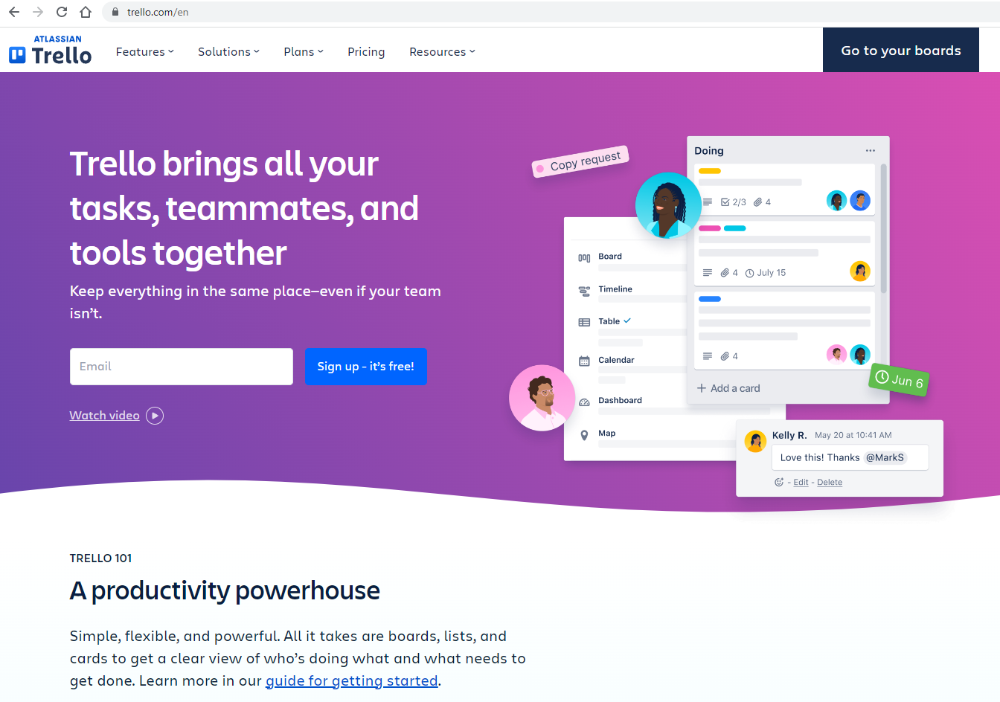 trello.com/en
ATLASSIAN
Trello
Features
Solutions
Plans
Pricing
Resources
Go to your boards
Trello brings all your
tasks, teammates, and
tools together
Keep everything in the same place—even if your team
isn’t.
Email
Sign up - it’s free!
Watch video
Copy request
Doing
2/3 4
4 July 15
4
Add a card
Jun 6
Board
Timeline
Table
Calendar
Dashboard
Map
Kelly R. May 20 at 10:41 AM
Love this! Thanks @MarkS
- Edit - Delete
TRELLO 101
A productivity powerhouse
Simple, flexible, and powerful. All it takes are boards, lists, and
cards to get a clear view of who’s doing what and what needs to
get done. Learn more in our guide for getting started.